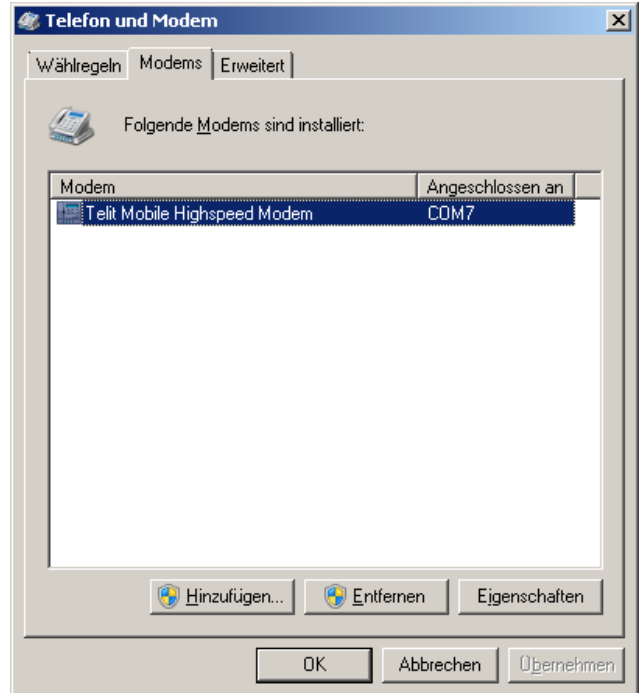 Telefon und Modem
Wählregeln Modems Erweitert
Folgende Modems sind installiert:
Modem Angeschlossen an
Telit Mobile Highspeed Modem COM7
Hinzufügen... Entfernen Eigenschaften
OK Abbrechen Übernehmen